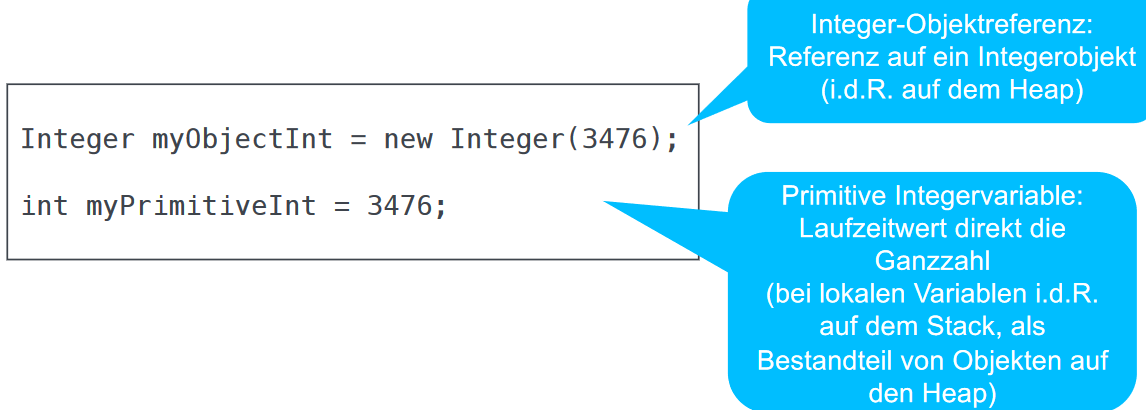 Integer myObjectInt = new Integer(3476);
int myPrimitiveInt = 3476;
Integer-Objektreferenz:
Referenz auf ein Integerobjekt
(i.d.R. auf dem Heap)
Primitive Integervariable:
Laufzeitwert direkt die
Ganzzahl
(bei lokalen Variablen i.d.R.
auf dem Stack, als
Bestandteil von Objekten auf
den Heap)